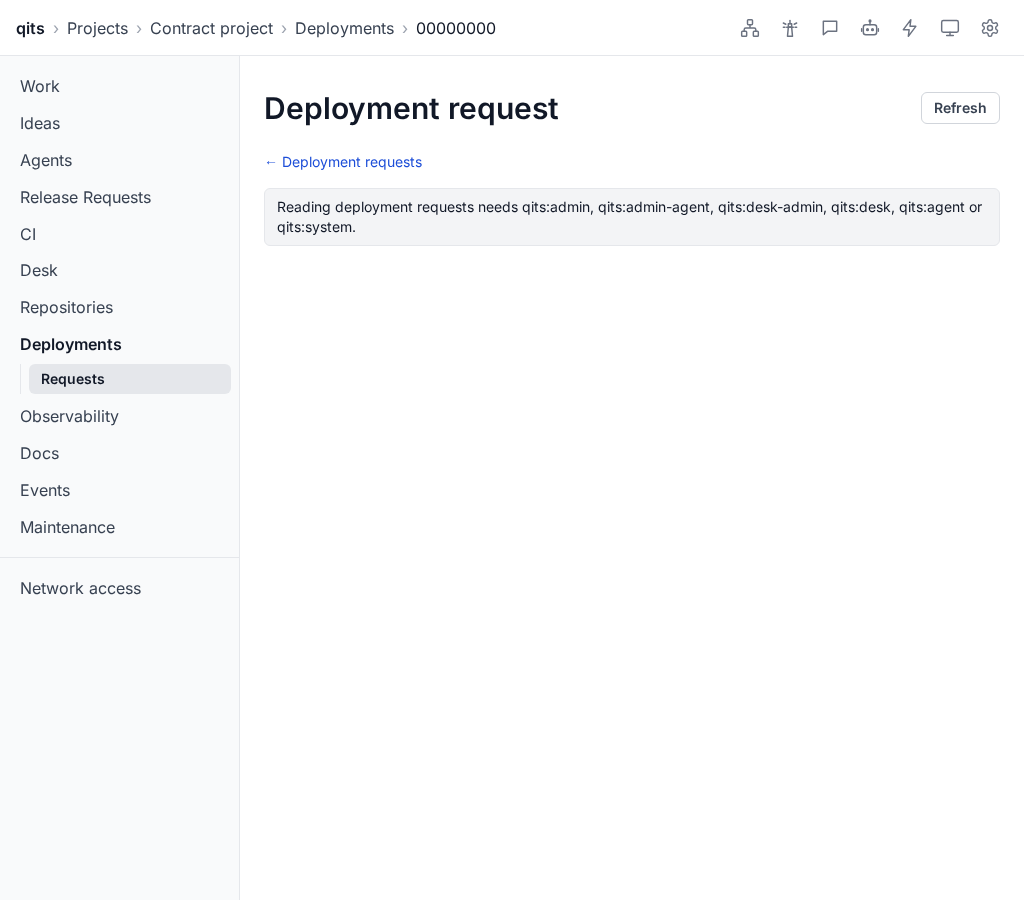 qits › Projects › Contract project › Deployments › 00000000
Work
Ideas
Agents
Release Requests
CI
Desk
Repositories
Deployments
Requests
Observability
Docs
Events
Maintenance
Network access
Deployment request
Refresh
← Deployment requests
Reading deployment requests needs qits:admin, qits:admin-agent, qits:desk-admin, qits:desk, qits:agent or
qits:system.